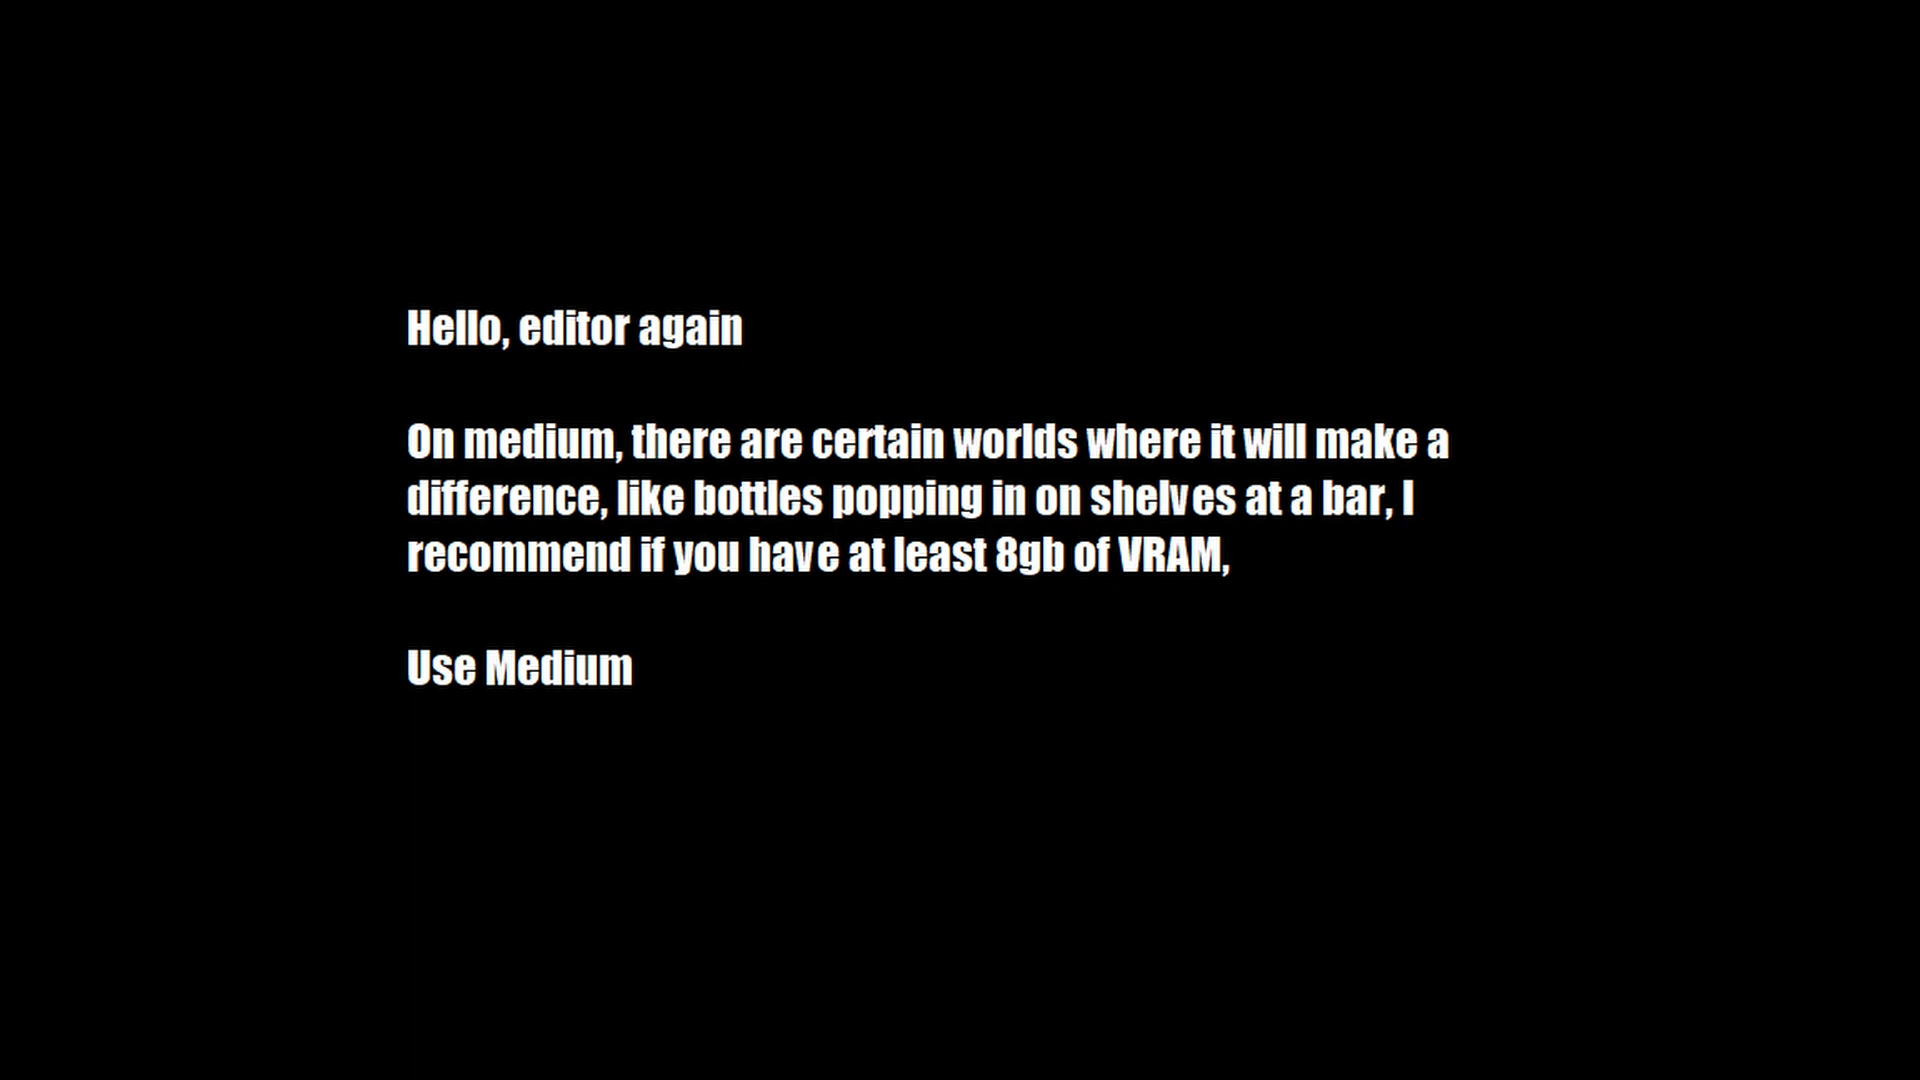 Hello, editor again
On medium, there are certain worlds where it will make a
difference, like bottles popping in on shelves at a bar, I
recommend if you have at least 8gb of VRAM,
Use Medium